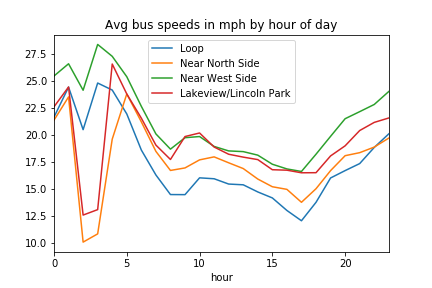 Avg bus speeds in mph by hour of day
27.5
25.0
22.5
20.0
17.5
15.0
12.5
10.0
Loop
Near North Side
Near West Side
Lakeview/Lincoln Park
0 5 10 15 20
hour